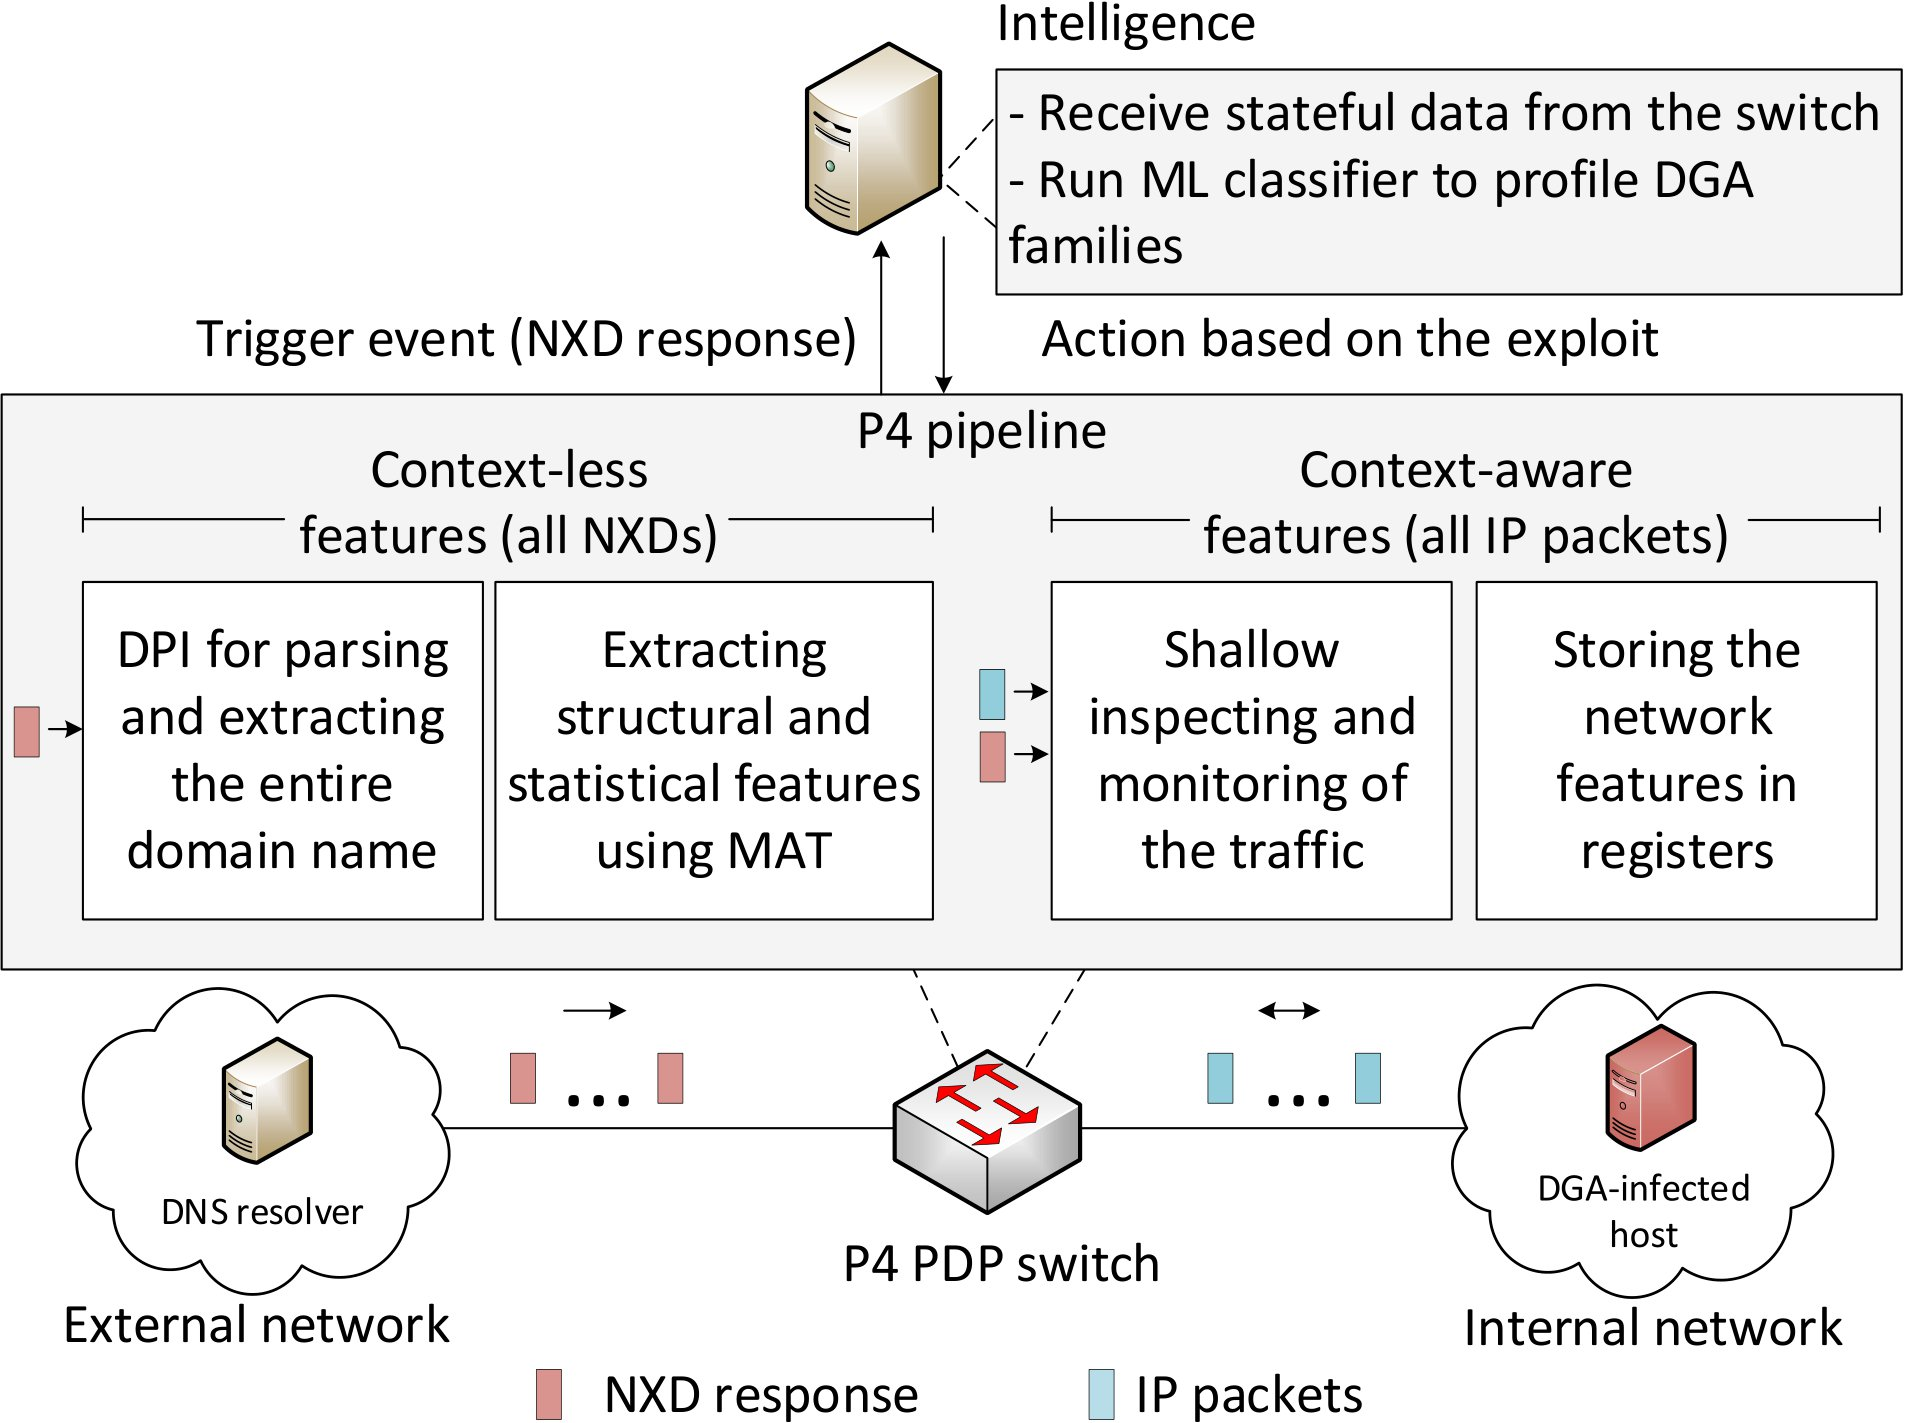 Intelligence
- Receive stateful data from the switch
- Run ML classifier to profile DGA
families
Trigger event (NXD response)
Action based on the exploit
P4 pipeline
Context-less
features (all NXDs)
Context-aware
features (all IP packets)
DPI for parsing
and extracting
the entire
domain name
Extracting
structural and
statistical features
using MAT
Shallow
inspecting and
monitoring of
the traffic
Storing the
network
features in
registers
...
...
DNS resolver
DGA-infected
host
P4 PDP switch
External network
Internal network
NXD response
IP packets